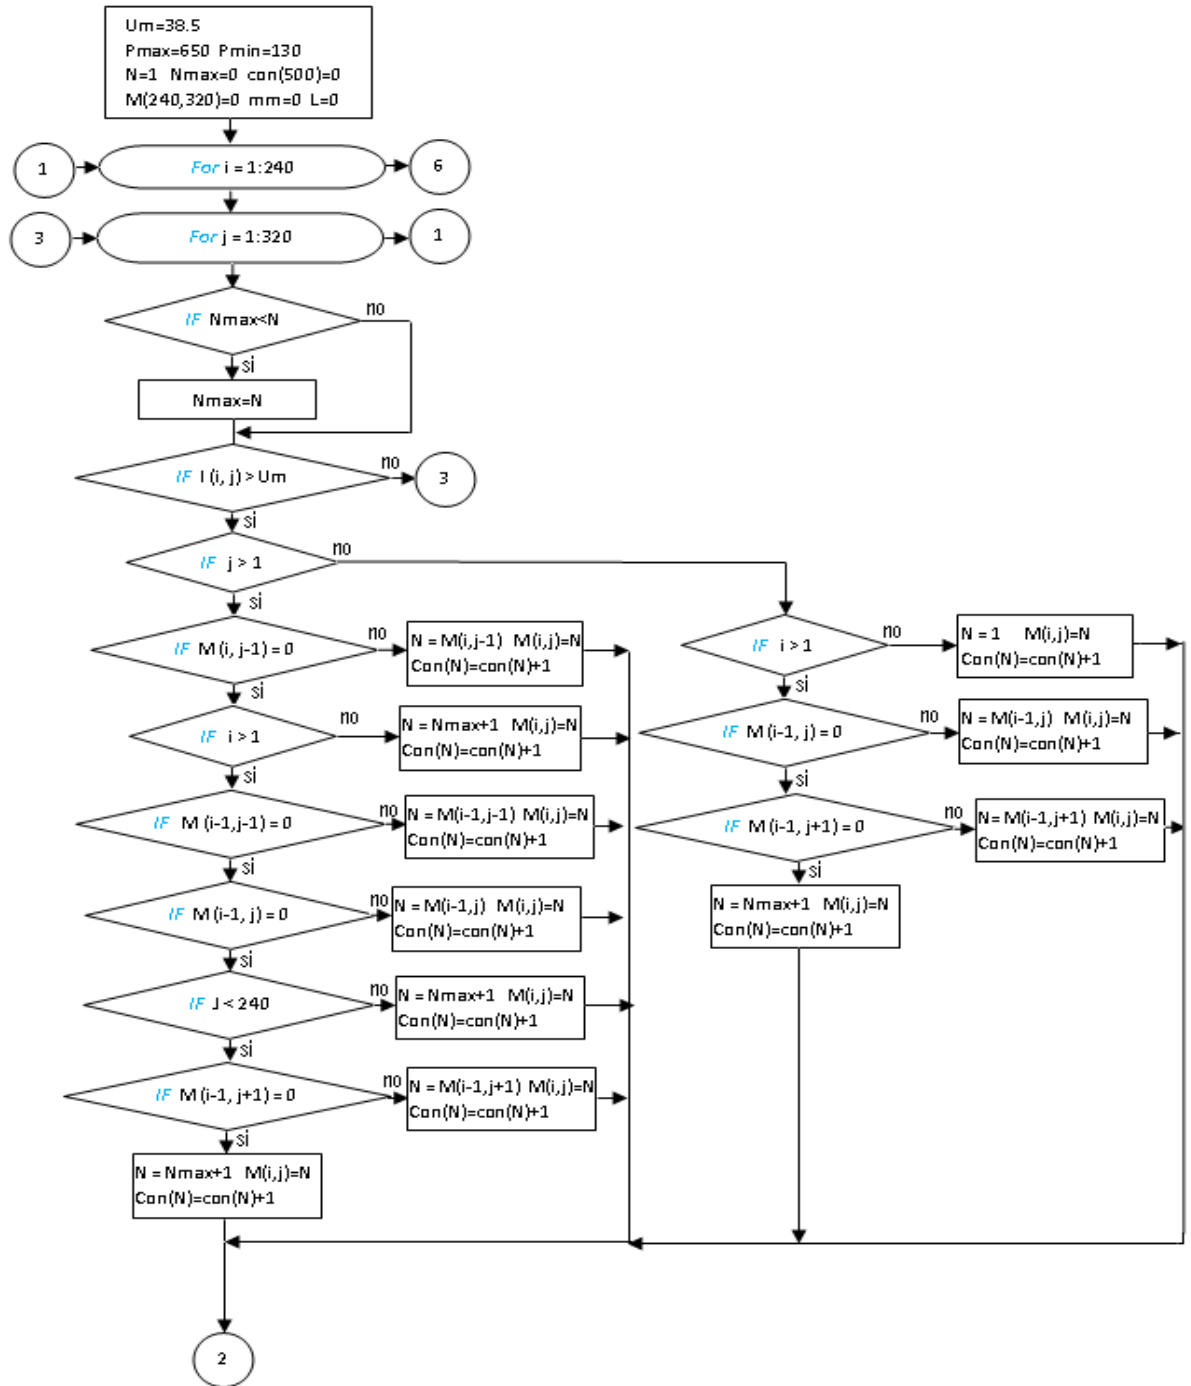 Um=38.5
Pmax=650 Pmin=130
N=1 Nmax=0 con(500)=0
M(240,320)=0 mm=0 L=0
1
For i = 1:240
6
3
For j = 1:320
1
IF Nmax<N
no
si
Nmax=N
IF I (i, j) > Um
no
3
si
IF j > 1
no
si
IF M (i, j-1) = 0
no
N = M(i,j-1) M(i,j)=N
Con(N)=con(N)+1
si
IF i > 1
no
N = Nmax+1 M(i,j)=N
Con(N)=con(N)+1
si
IF M (i-1,j-1) = 0
no
N = M(i-1,j-1) M(i,j)=N
Con(N)=con(N)+1
si
IF M (i-1, j) = 0
no
N = M(i-1,j) M(i,j)=N
Con(N)=con(N)+1
si
IF J < 240
no
N = Nmax+1 M(i,j)=N
Con(N)=con(N)+1
si
IF M (i-1, j+1) = 0
no
N = M(i-1,j+1) M(i,j)=N
Con(N)=con(N)+1
si
N = Nmax+1 M(i,j)=N
Con(N)=con(N)+1
IF i > 1
no
N = 1 M(i,j)=N
Con(N)=con(N)+1
si
IF M (i-1, j) = 0
no
N = M(i-1,j) M(i,j)=N
Con(N)=con(N)+1
si
IF M (i-1, j+1) = 0
no
N= M(i-1,j+1) M(i,j)=N
Con(N)=con(N)+1
si
N = Nmax+1 M(i,j)=N
Con(N)=con(N)+1
2